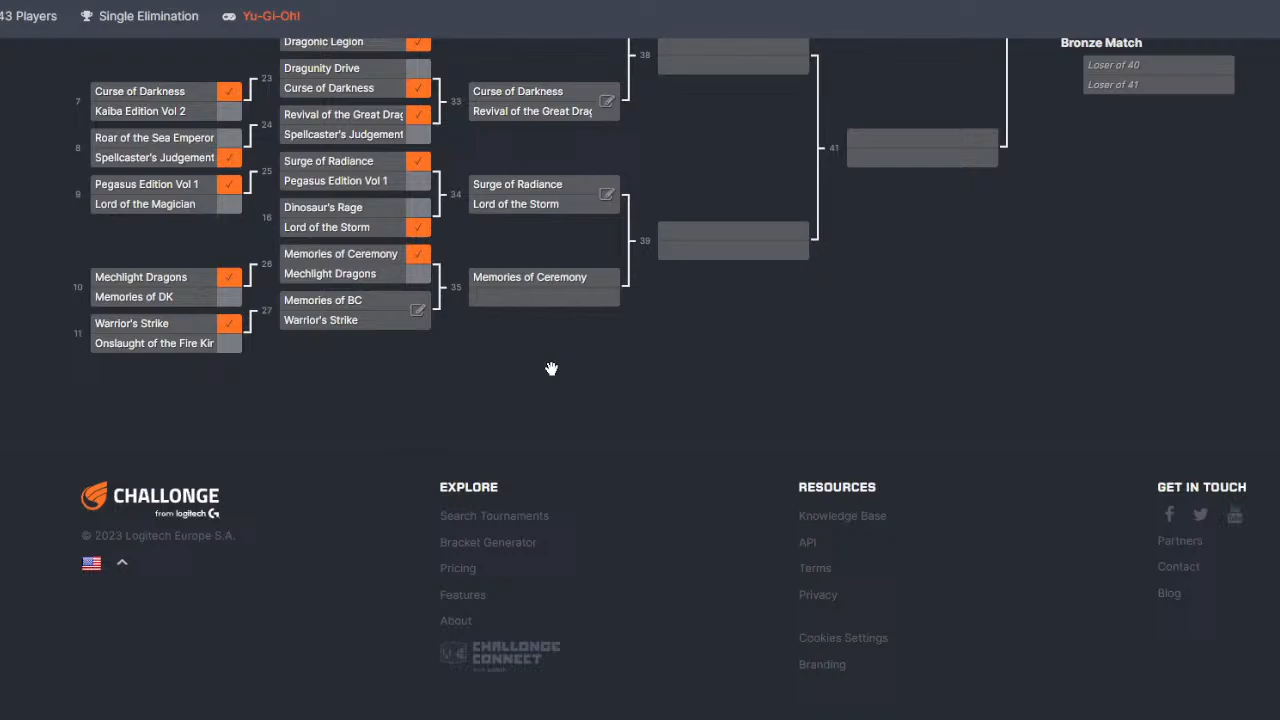 43 Players Single Elimination Yu-Gi-Oh!
Dragonic Legion
23
Dragunity Drive
Curse of Darkness
7
Curse of Darkness
Kaiba Edition Vol 2
24
Revival of the Great Drag
Spellcaster's Judgement
8
Roar of the Sea Emperor
Spellcaster's Judgement
25
Surge of Radiance
Pegasus Edition Vol 1
9
Pegasus Edition Vol 1
Lord of the Magician
16
Dinosaur's Rage
Lord of the Storm
26
Memories of Ceremony
Mechlight Dragons
10
Mechlight Dragons
Memories of DK
27
Memories of BC
Warrior's Strike
11
Warrior's Strike
Onslaught of the Fire Kin
33
Curse of Darkness
Revival of the Great Drag
34
Surge of Radiance
Lord of the Storm
35
Memories of Ceremony
38
39
41
Bronze Match
Loser of 40
Loser of 41
CHALLONGE
from logitech G
© 2023 Logitech Europe S.A.
EXPLORE
Search Tournaments
Bracket Generator
Pricing
Features
About
CHALLONGE
CONNECT
RESOURCES
Knowledge Base
API
Terms
Privacy
Cookies Settings
Branding
GET IN TOUCH
Partners
Contact
Blog